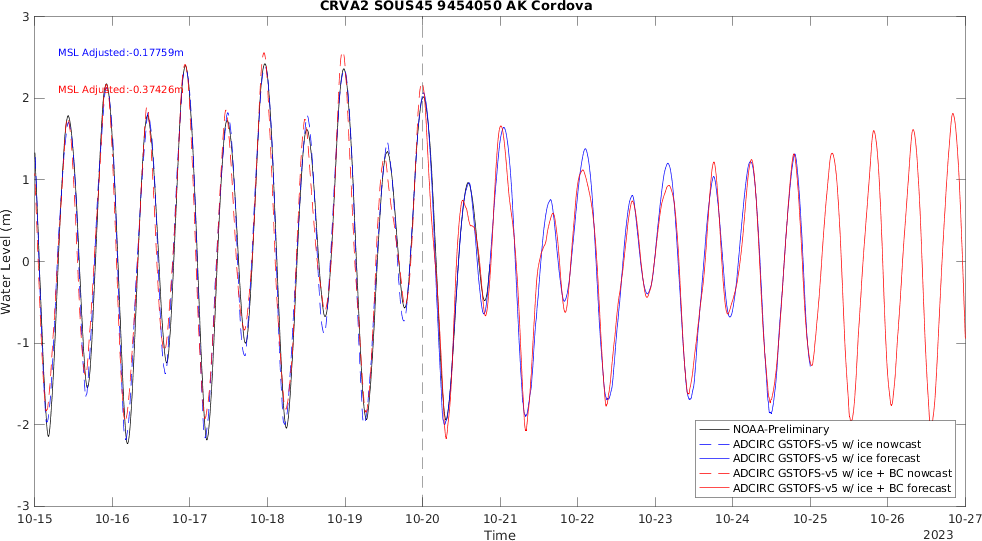 CRVA2 SOUS45 9454050 AK Cordova
MSL Adjusted:-0.17759m
MSL Adjusted:-0.37426m
3
2
1
0
-1
-2
-3
Water Level (m)
NOAA-Preliminary
ADCIRC GSTOFS-v5 w/ ice nowcast
ADCIRC GSTOFS-v5 w/ ice forecast
ADCIRC GSTOFS-v5 w/ ice + BC nowcast
ADCIRC GSTOFS-v5 w/ ice + BC forecast
10-15 10-16 10-17 10-18 10-19 10-20 10-21 10-22 10-23 10-24 10-25 10-26 10-27
Time
2023